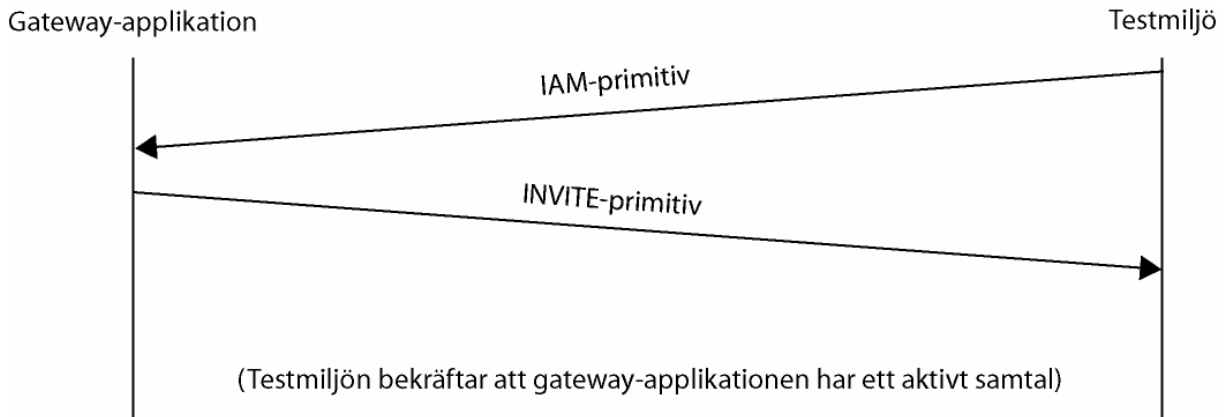 Gateway-applikation
Testmiljö
IAM-primitiv
INVITE-primitiv
(Testmiljön bekräftar att gateway-applikationen har ett aktivt samtal)